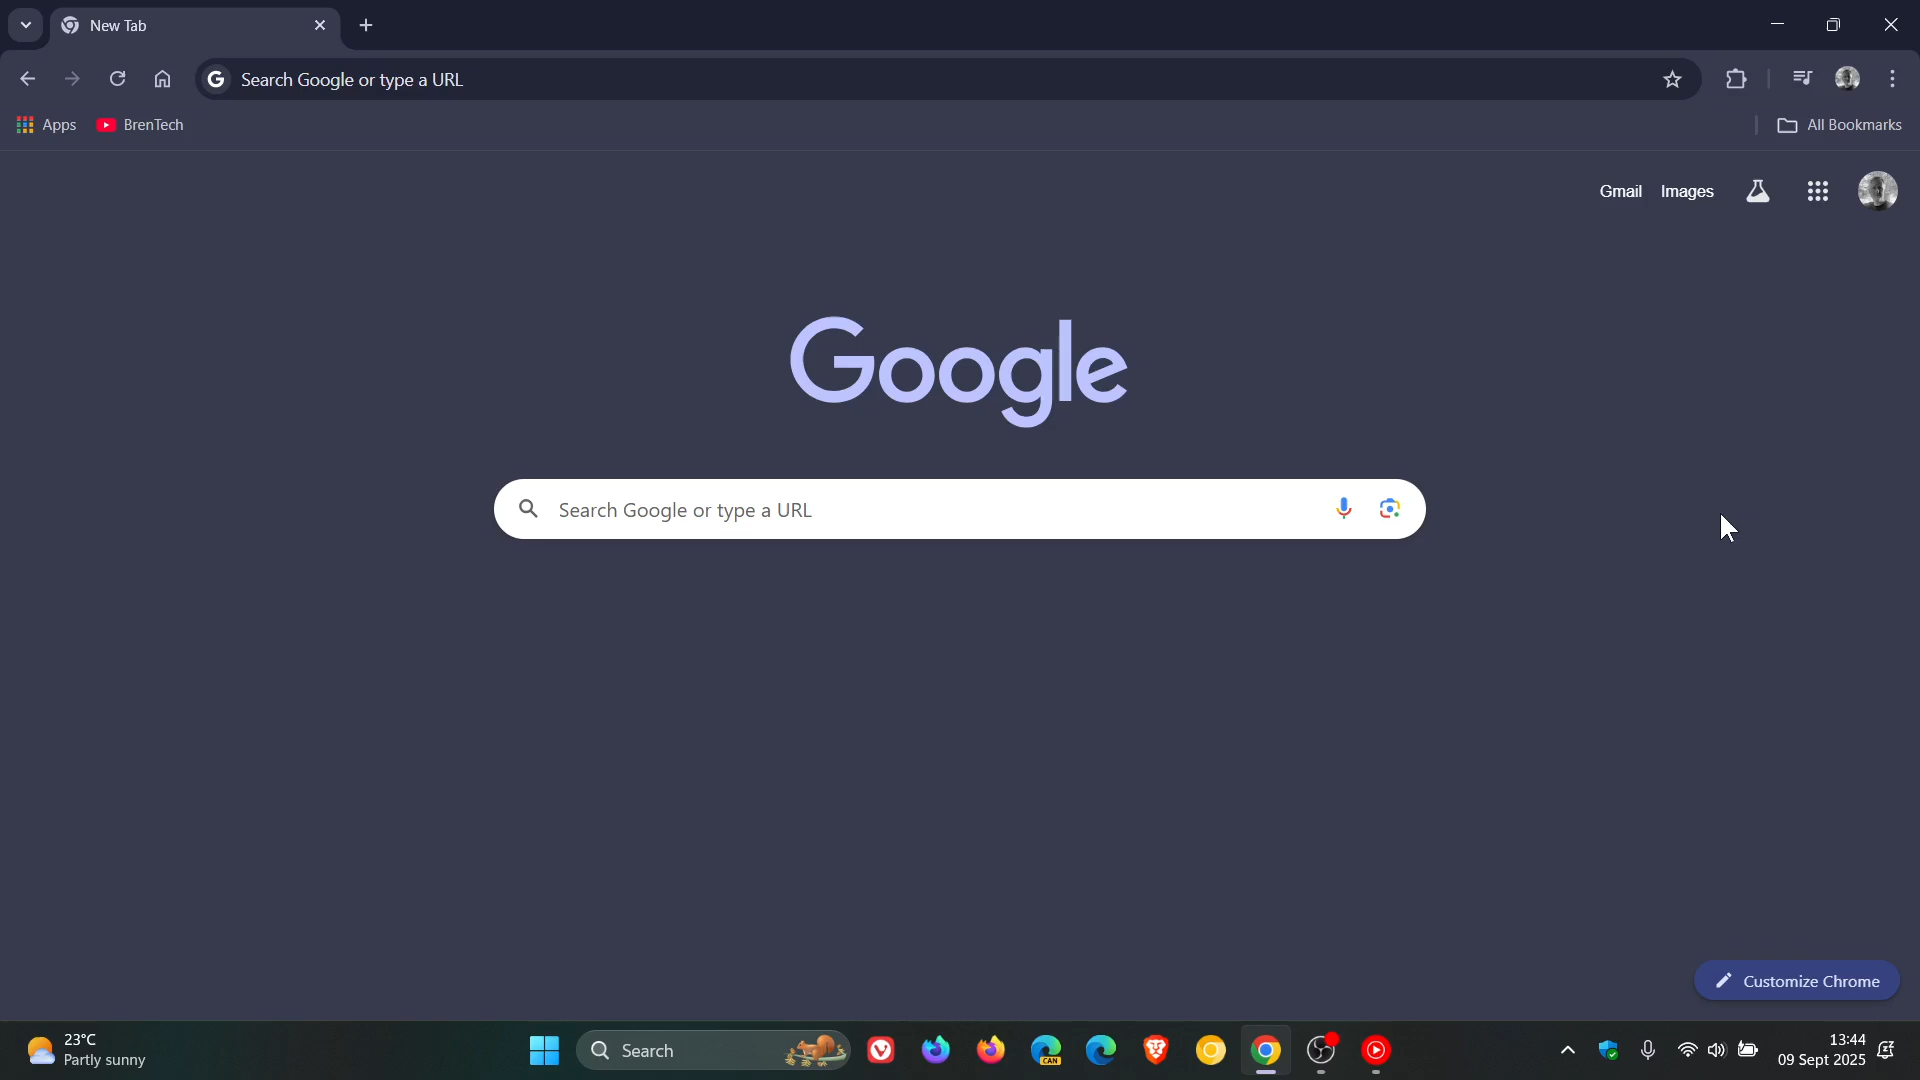 New Tab
Search Google or type a URL
Apps
BrenTech
All Bookmarks
Gmail
Images
Google
Search Google or type a URL
Customize Chrome
23°C
Partly sunny
Search
CAN
13:44
09 Sept 2025